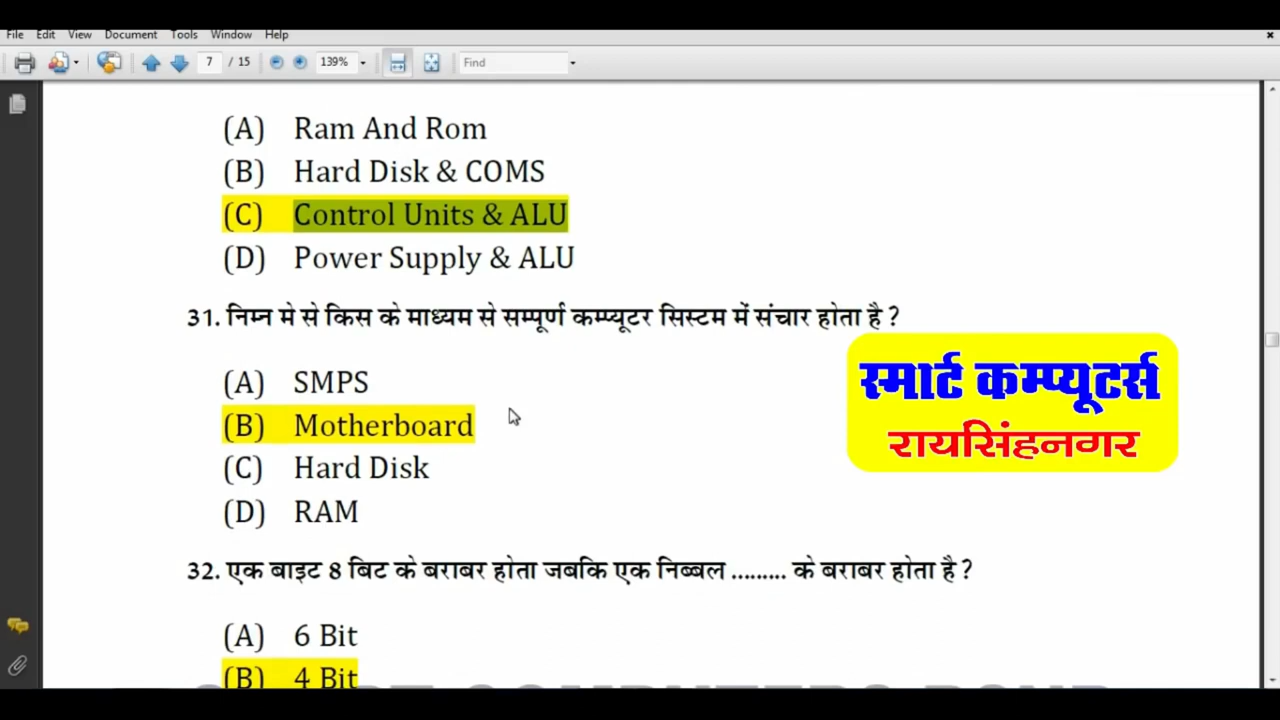 File Edit View Document Tools Window Help
7 / 15 139% Find
(A) Ram And Rom
(B) Hard Disk & COMS
(C) Control Units & ALU
(D) Power Supply & ALU
31. निम्न मे से किस के माध्यम से सम्पूर्ण कम्प्यूटर सिस्टम में संचार होता है ?
(A) SMPS
(B) Motherboard
(C) Hard Disk
(D) RAM
स्मार्ट कम्प्यूटर्स
रायसिंहनगर
32. एक बाइट 8 बिट के बराबर होता जबकि एक निब्बल ......... के बराबर होता है ?
(A) 6 Bit
(B) 4 Bit